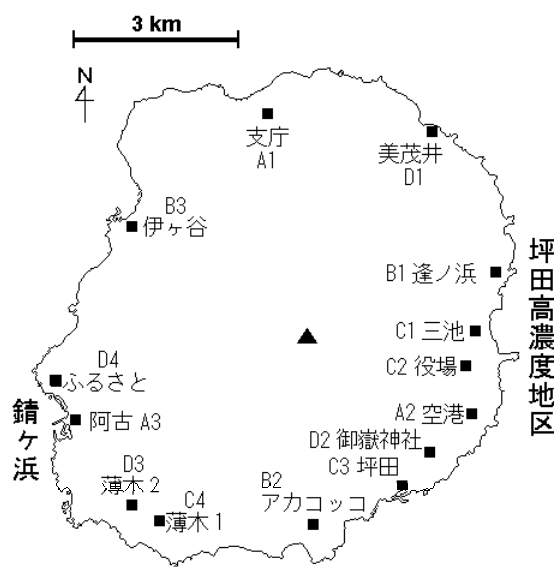 3 km
N
支庁
A1
美茂井
D1
B3
伊ヶ谷
B1 逢ノ浜
坪田高濃度地区
C1 三池
C2 役場
D4
ふるさと
錆ヶ浜
阿古 A3
A2 空港
D2 御嶽神社
C3 坪田
D3
薄木 2
C4
薄木 1
B2
アカコッコ